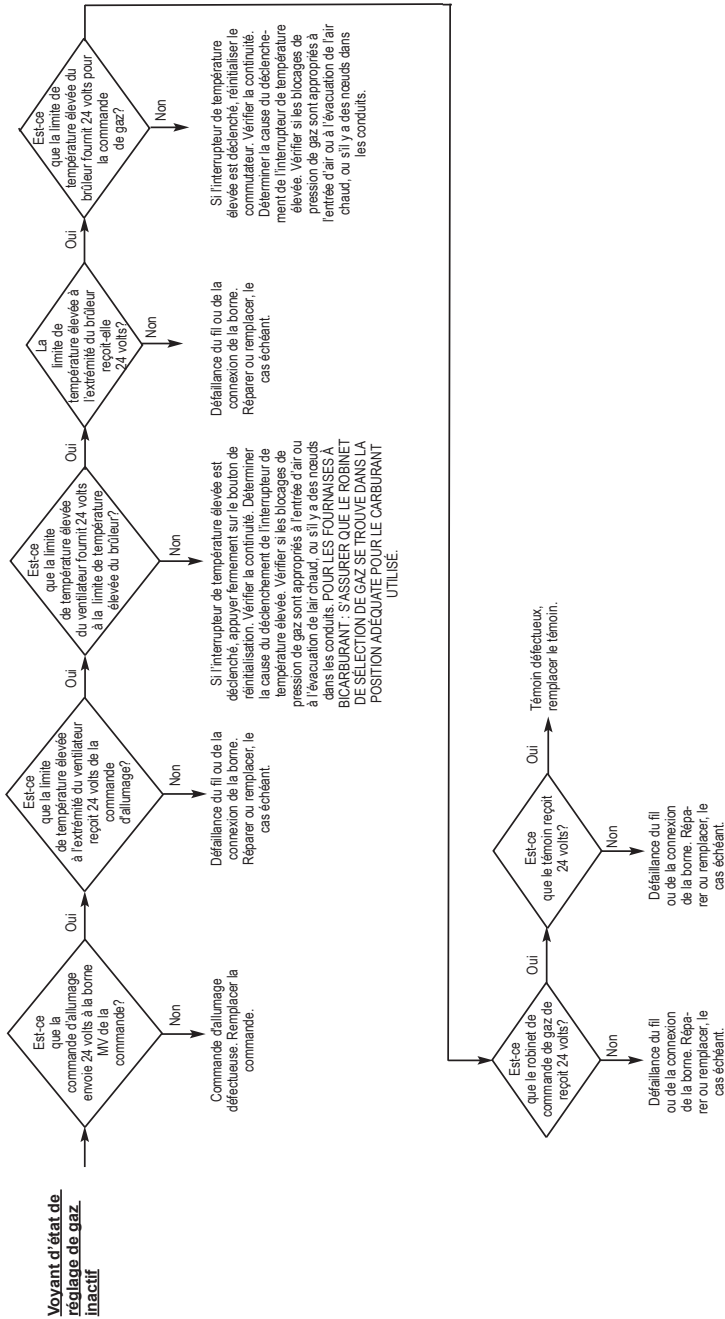 Voyant d'état de
réglage de gaz
inactif
Est-ce
que la
commande d'allumage
envoie 24 volts à la borne
MV de la
commande?
Oui
Non
Commande d'allumage
défectueuse. Remplacer la
commande.
Est-ce
que la limite
de température élevée
à l'extrémité du ventilateur
reçoit 24 volts de la
commande
d'allumage?
Oui
Non
Défaillance du fil ou de la
connexion de la borne.
Réparer ou remplacer, le
cas échéant.
Est-ce
que la limite
de température élevée
du ventilateur fournit 24 volts
à la limite de température
élevée du brûleur?
Oui
Non
Si l'interrupteur de température élevée est
déclenché, appuyer fermement sur le bouton de
réinitialisation. Vérifier la continuité. Déterminer
la cause du déclenchement de l'interrupteur de
température élevée. Vérifier si les blocages de
pression de gaz sont appropriés à l'entrée d'air ou
à l'évacuation de lair chaud, ou s'il y a des nœuds
dans les conduits. POUR LES FOURNAISES À
BICARBURANT : S'ASSURER QUE LE ROBINET
DE SÉLECTION DE GAZ SE TROUVE DANS LA
POSITION ADÉQUATE POUR LE CARBURANT
UTILISÉ.
La
limite de
température élevée à
l'extrémité du brûleur
reçoit-elle
24 volts?
Oui
Non
Défaillance du fil ou de la
connexion de la borne.
Réparer ou remplacer, le
cas échéant.
Est-ce
que la limite de
température élevée du
brûleur fournit 24 volts pour
la commande
de gaz?
Oui
Non
Si l'interrupteur de température
élevée est déclenché, réinitialiser le
commutateur. Vérifier la continuité.
Déterminer la cause du déclenche-
ment de l'interrupteur de température
élevée. Vérifier si les blocages de
pression de gaz sont appropriés à
l'entrée d'air ou à l'évacuation de l'air
chaud, ou s'il y a des nœuds dans
les conduits.
Est-ce
que le robinet de
commande de gaz de
reçoit 24 volts?
Oui
Non
Défaillance du fil
ou de la connexion
de la borne. Répa-
rer ou remplacer, le
cas échéant.
Est-ce
que le témoin reçoit
24 volts?
Oui
Non
Défaillance du fil
ou de la connexion
de la borne. Répa-
rer ou remplacer, le
cas échéant.
Témoin défectueux,
remplacer le témoin.